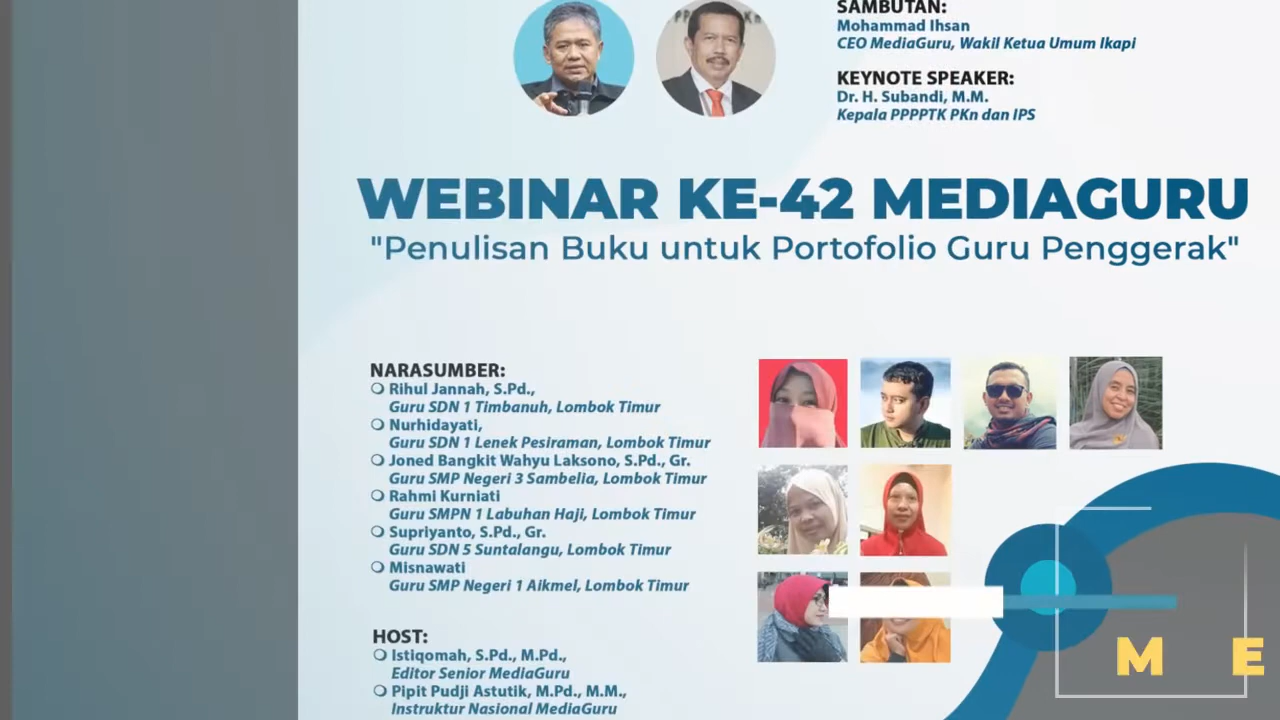 SAMBUTAN:
Mohammad Ihsan
CEO MediaGuru, Wakil Ketua Umum Ikapi
KEYNOTE SPEAKER:
Dr. H. Subandi, M.M.
Kepala PPPPTK PKn dan IPS
WEBINAR KE-42 MEDIAGURU
"Penulisan Buku untuk Portofolio Guru Penggerak"
NARASUMBER:
Rihul Jannah, S.Pd.,
Guru SDN 1 Timbanuh, Lombok Timur
Nurhidayati,
Guru SDN 1 Lenek Pesiraman, Lombok Timur
Joned Bangkit Wahyu Laksono, S.Pd., Gr.
Guru SMP Negeri 3 Sambelia, Lombok Timur
Rahmi Kurniati
Guru SMPN 1 Labuhan Haji, Lombok Timur
Supriyanto, S.Pd., Gr.
Guru SDN 5 Suntalangu, Lombok Timur
Misnawati
Guru SMP Negeri 1 Aikmel, Lombok Timur
HOST:
Istiqomah, S.Pd., M.Pd.,
Editor Senior MediaGuru
Pipit Pudji Astutik, M.Pd., M.M.,
Instruktur Nasional MediaGuru
M E